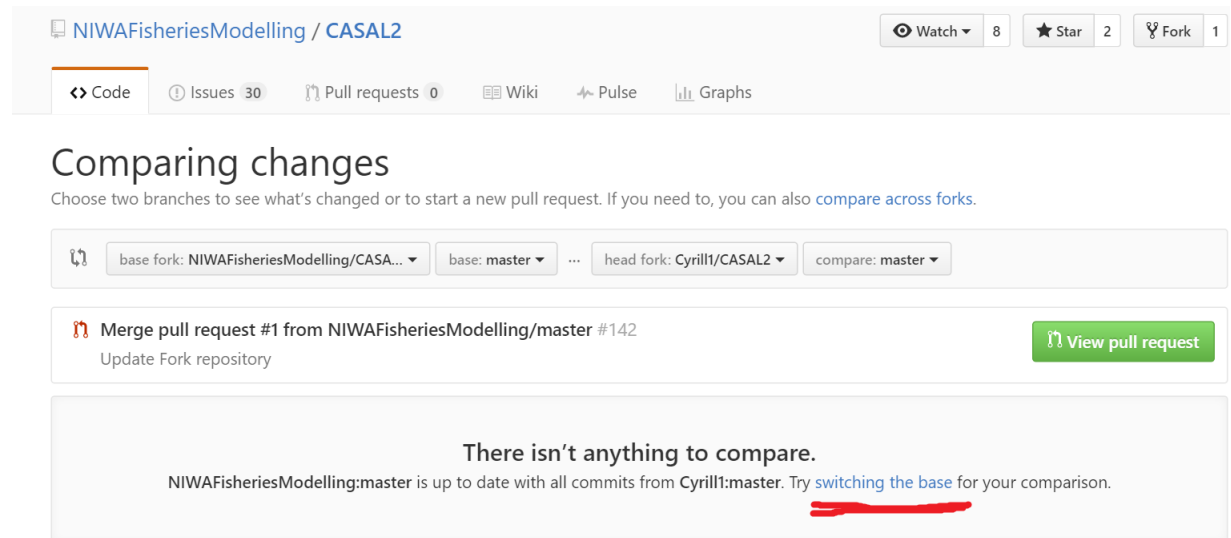 NIWAFisheriesModelling / CASAL2 Watch 8 Star 2 Fork 1
Code Issues 30 Pull requests 0 Wiki Pulse Graphs
Comparing changes
Choose two branches to see what's changed or to start a new pull request. If you need to, you can also compare across forks.
base fork: NIWAFisheriesModelling/CASA... base: master ... head fork: Cyrill1/CASAL2 compare: master
Merge pull request #1 from NIWAFisheriesModelling/master #142
View pull request
Update Fork repository
There isn't anything to compare.
NIWAFisheriesModelling:master is up to date with all commits from Cyrill1:master. Try switching the base for your comparison.